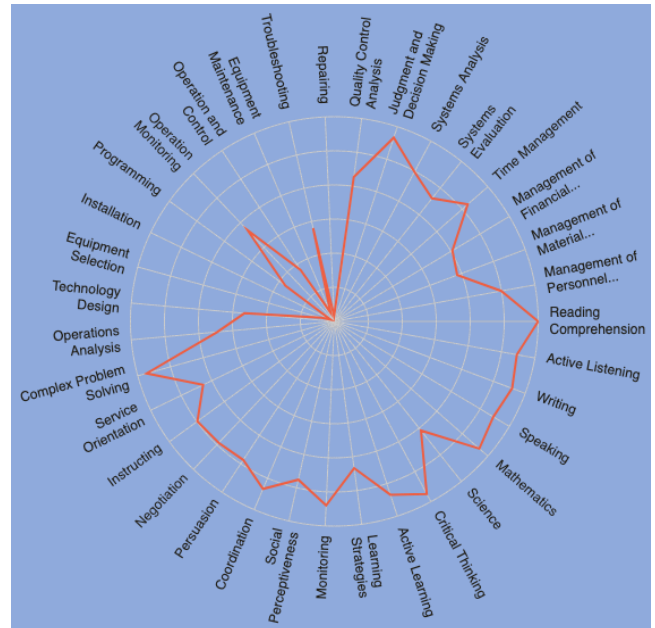 Repairing
Quality Control
Analysis
Judgment and
Decision Making
Systems Analysis
Systems
Evaluation
Time Management
Management of
Financial...
Management of
Material...
Management of
Personnel...
Reading
Comprehension
Active Listening
Writing
Speaking
Mathematics
Science
Critical Thinking
Active Learning
Learning
Strategies
Monitoring
Social
Perceptiveness
Coordination
Persuasion
Negotiation
Instructing
Service
Orientation
Complex Problem
Solving
Operations
Analysis
Technology
Design
Equipment
Selection
Installation
Programming
Operation
Monitoring
Operation and
Control
Equipment
Maintenance
Troubleshooting